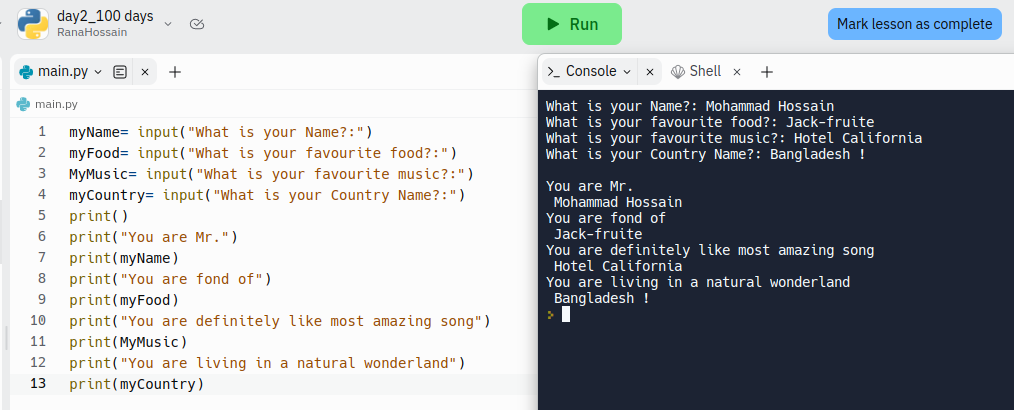 day2_100 days
RanaHossain
Run
Mark lesson as complete
main.py
Console
Shell
main.py
1 myName= input("What is your Name?:")
2 myFood= input("What is your favourite food?:")
3 MyMusic= input("What is your favourite music?:")
4 myCountry= input("What is your Country Name?:")
5 print()
6 print("You are Mr.")
7 print(myName)
8 print("You are fond of")
9 print(myFood)
10 print("You are definitely like most amazing song")
11 print(MyMusic)
12 print("You are living in a natural wonderland")
13 print(myCountry)
What is your Name?: Mohammad Hossain
What is your favourite food?: Jack-fruite
What is your favourite music?: Hotel California
What is your Country Name?: Bangladesh !
You are Mr.
Mohammad Hossain
You are fond of
Jack-fruite
You are definitely like most amazing song
Hotel California
You are living in a natural wonderland
Bangladesh !